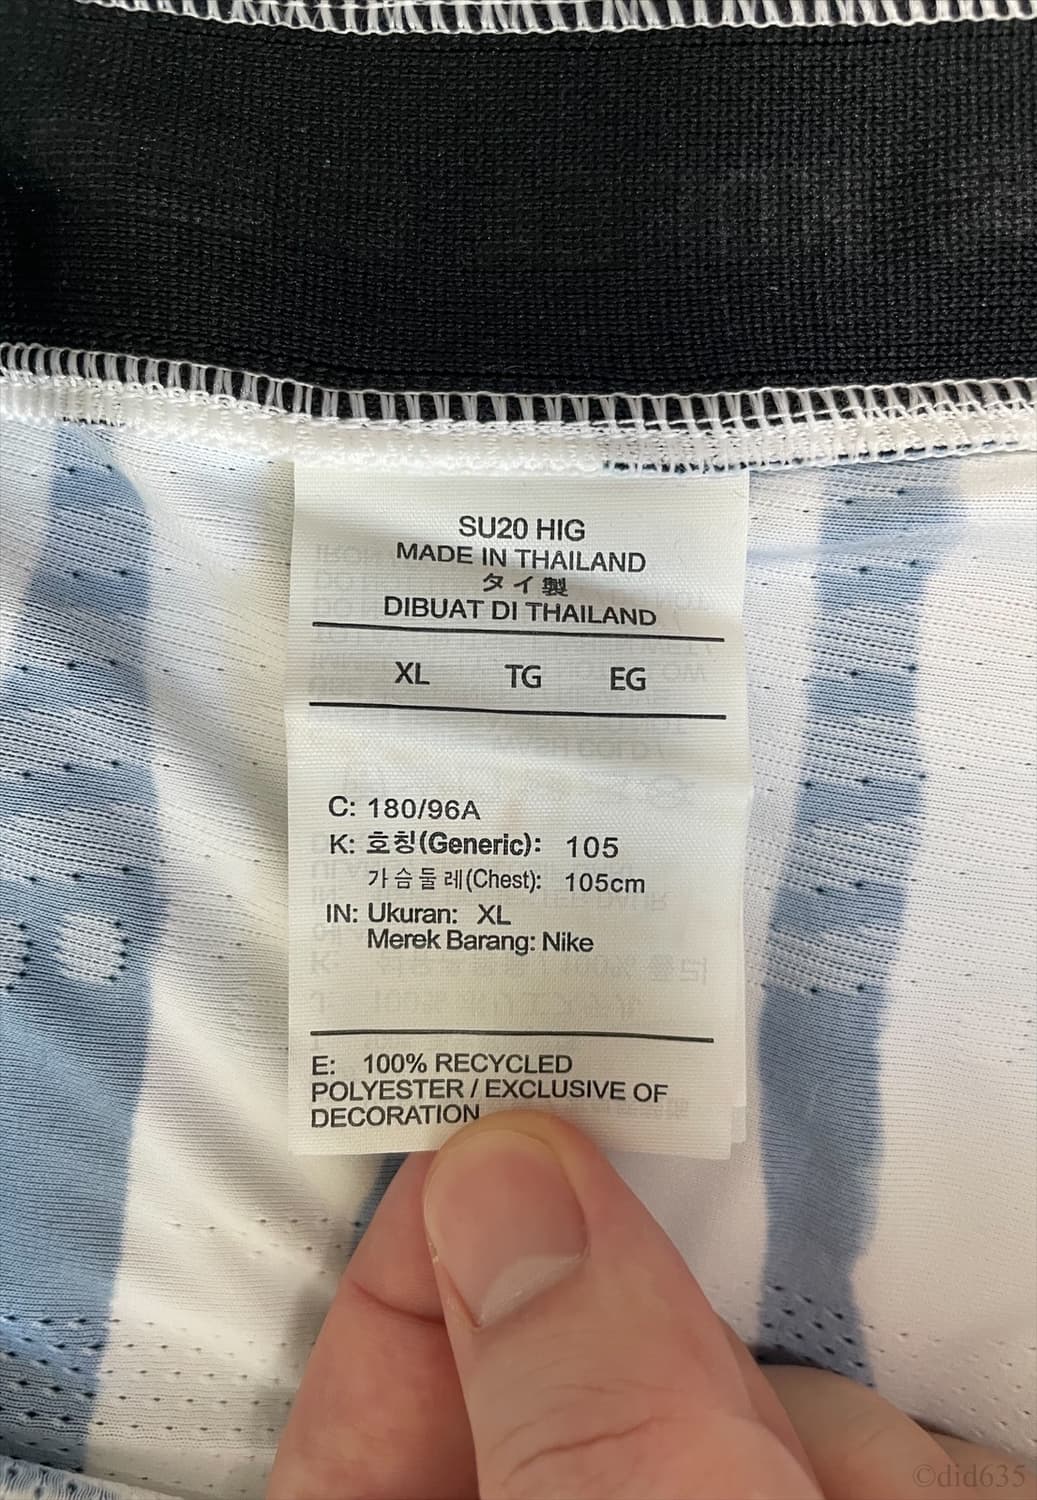 SU20 HIG
MADE IN THAILAND
タイ製
DIBUAT DI THAILAND
XL TG EG
C: 180/96A
K: 호칭(Generic): 105
가슴둘레(Chest): 105cm
IN: Ukuran: XL
Merek Barang: Nike
E: 100% RECYCLED
POLYESTER / EXCLUSIVE OF
DECORATION
©did635